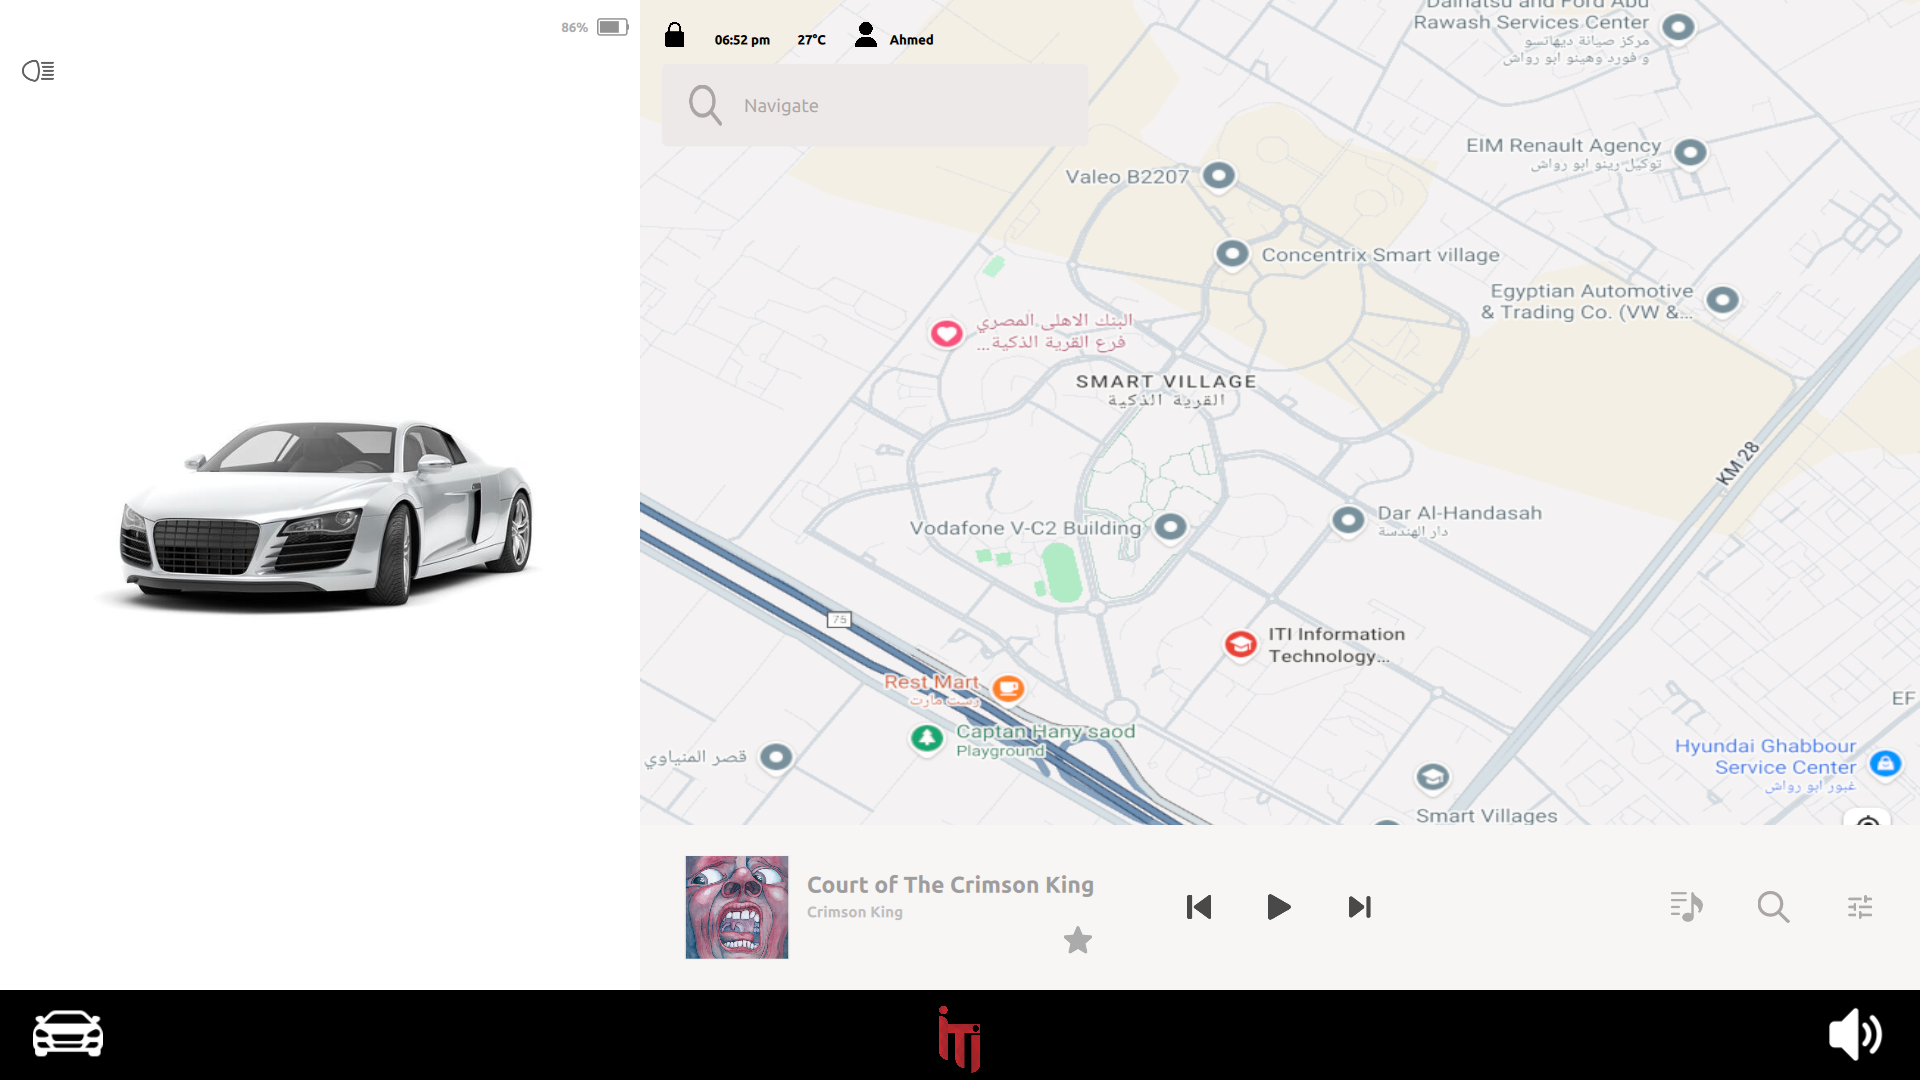 86%
06:52 pm
27°C
Ahmed
Navigate
Daihatsu and Ford Abu
Rawash Services Center
مركز صيانة ديهاتسو
و فورد وهينو ابو رواش
EIM Renault Agency
توكيل رينو ابو رواش
Valeo B2207
Concentrix Smart village
Egyptian Automotive
& Trading Co. (VW &...
البنك الاهلى المصري
فرع القرية الذكية...
SMART VILLAGE
القرية الذكية
KM 28
Vodafone V-C2 Building
Dar Al-Handasah
دار الهندسة
75
ITI Information
Technology...
Rest Mart
رست مارت
Captan Hany saod
Playground
قصر المنياوي
EF
Hyundai Ghabbour
Service Center
غبور ابو رواش
Smart Villages
Court of The Crimson King
Crimson King
iTi